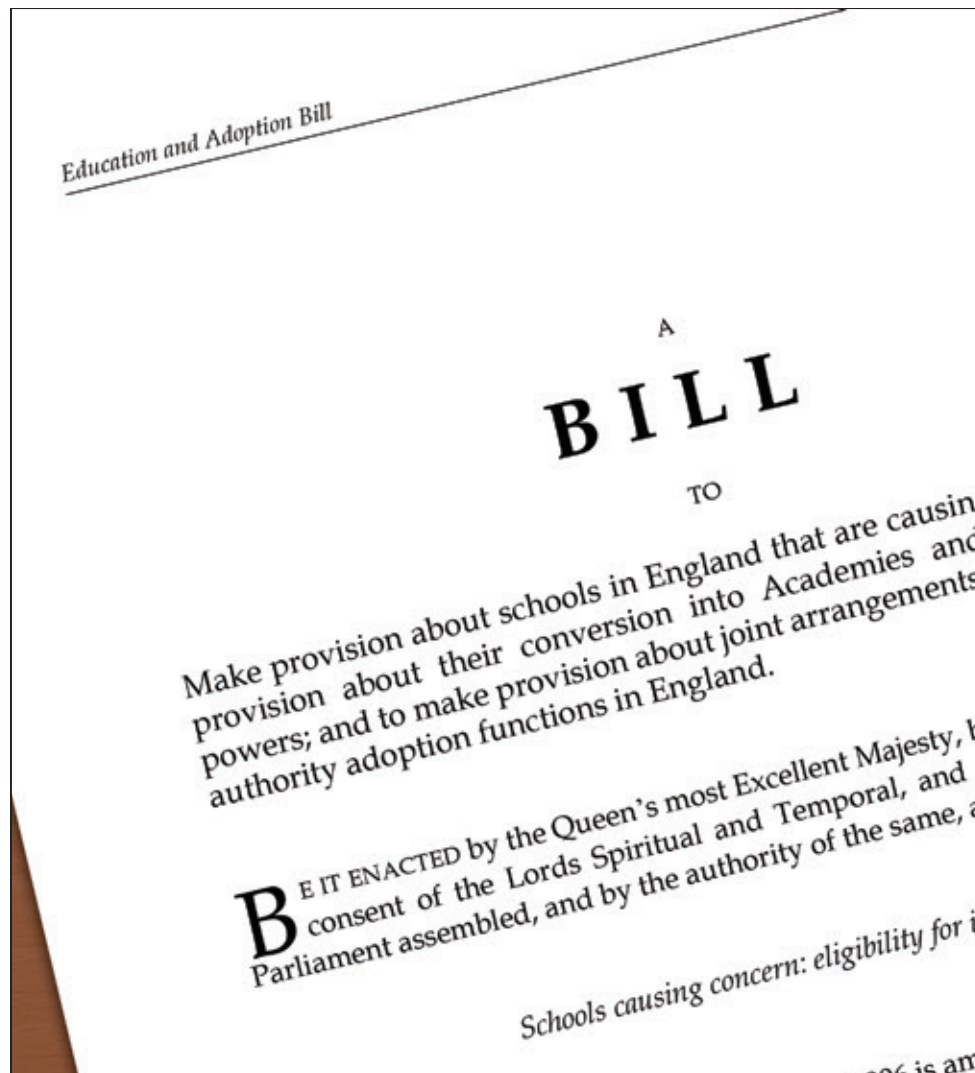 Education and Adoption Bill
A
BILL
TO
Make provision about schools in England that are causin
provision about their conversion into Academies and
powers; and to make provision about joint arrangements
authority adoption functions in England.
BE IT ENACTED by the Queen's most Excellent Majesty, b
consent of the Lords Spiritual and Temporal, and
Parliament assembled, and by the authority of the same, a
Schools causing concern: eligibility for i
is am